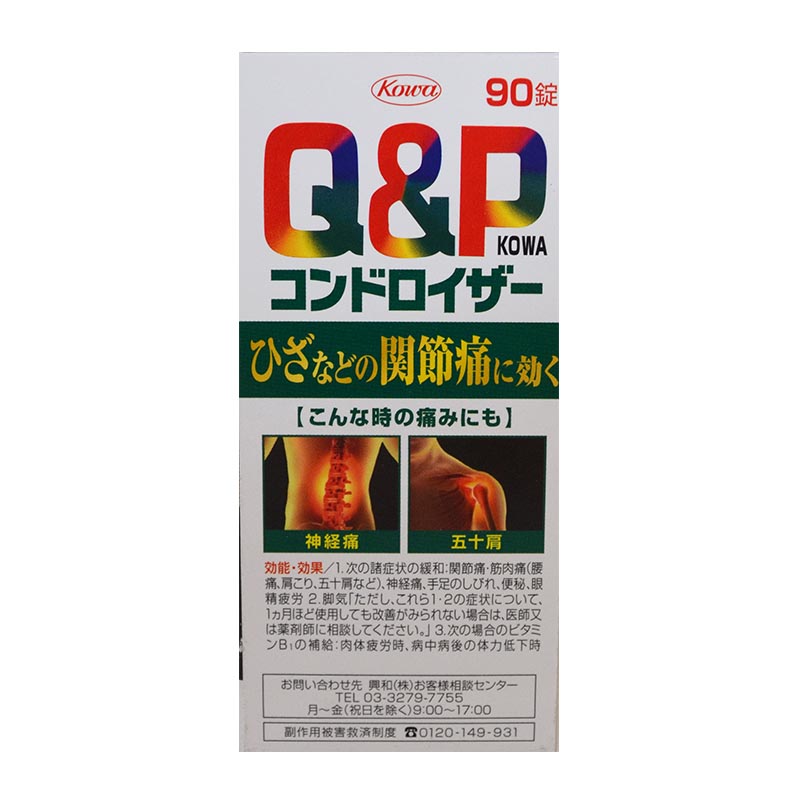 Kowa
90錠
Q&P
KOWA
コンドロイザー
ひざなどの関節痛に効く
【こんな時の痛みにも】
神経痛
五十肩
効能・効果／1.次の諸症状の緩和:関節痛・筋肉痛(腰
痛、肩こり、五十肩など)、神経痛、手足のしびれ、便秘、眼
精疲労 2.脚気「ただし、これら1・2の症状について、
1ヵ月ほど使用しても改善がみられない場合は、医師又
は薬剤師に相談してください。」 3.次の場合のビタミ
ンB₁の補給:肉体疲労時、病中病後の体力低下時
お問い合わせ先 興和(株)お客様相談センター
TEL 03-3279-7755
月～金(祝日を除く)9:00～17:00
副作用被害救済制度 ☎0120-149-931